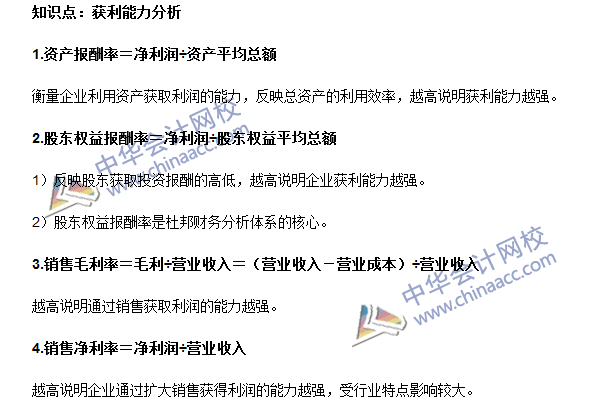 知识点：获利能力分析
1.资产报酬率＝净利润÷资产平均总额
衡量企业利用资产获取利润的能力，反映总资产的利用效率，越高说明获利能力越强。
2.股东权益报酬率＝净利润÷股东权益平均总额
1）反映股东获取投资报酬的高低，越高说明企业获利能力越强。
2）股东权益报酬率是杜邦财务分析体系的核心。
3.销售毛利率＝毛利÷营业收入＝（营业收入－营业成本）÷营业收入
越高说明通过销售获取利润的能力越强。
4.销售净利率＝净利润÷营业收入
越高说明企业通过扩大销售获得利润的能力越强，受行业特点影响较大。
中华会计网校
www.chinaacc.com
中华会计网校
www.chinaacc.com